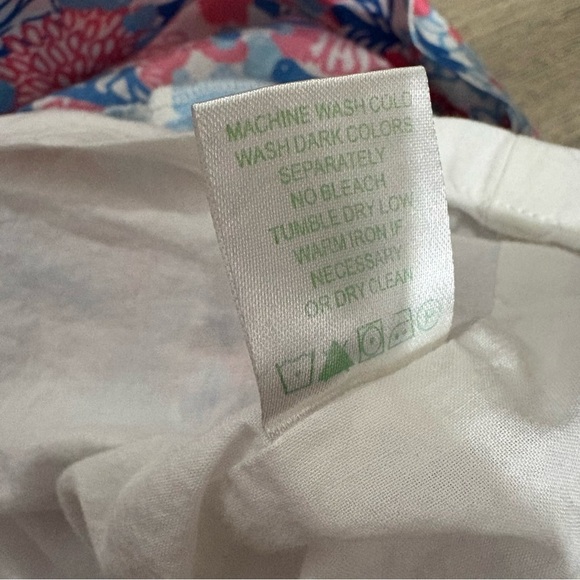 MACHINE WASH COLD
WASH DARK COLORS
SEPARATELY
NO BLEACH
TUMBLE DRY LOW
WARM IRON IF
NECESSARY
OR DRY CLEAN